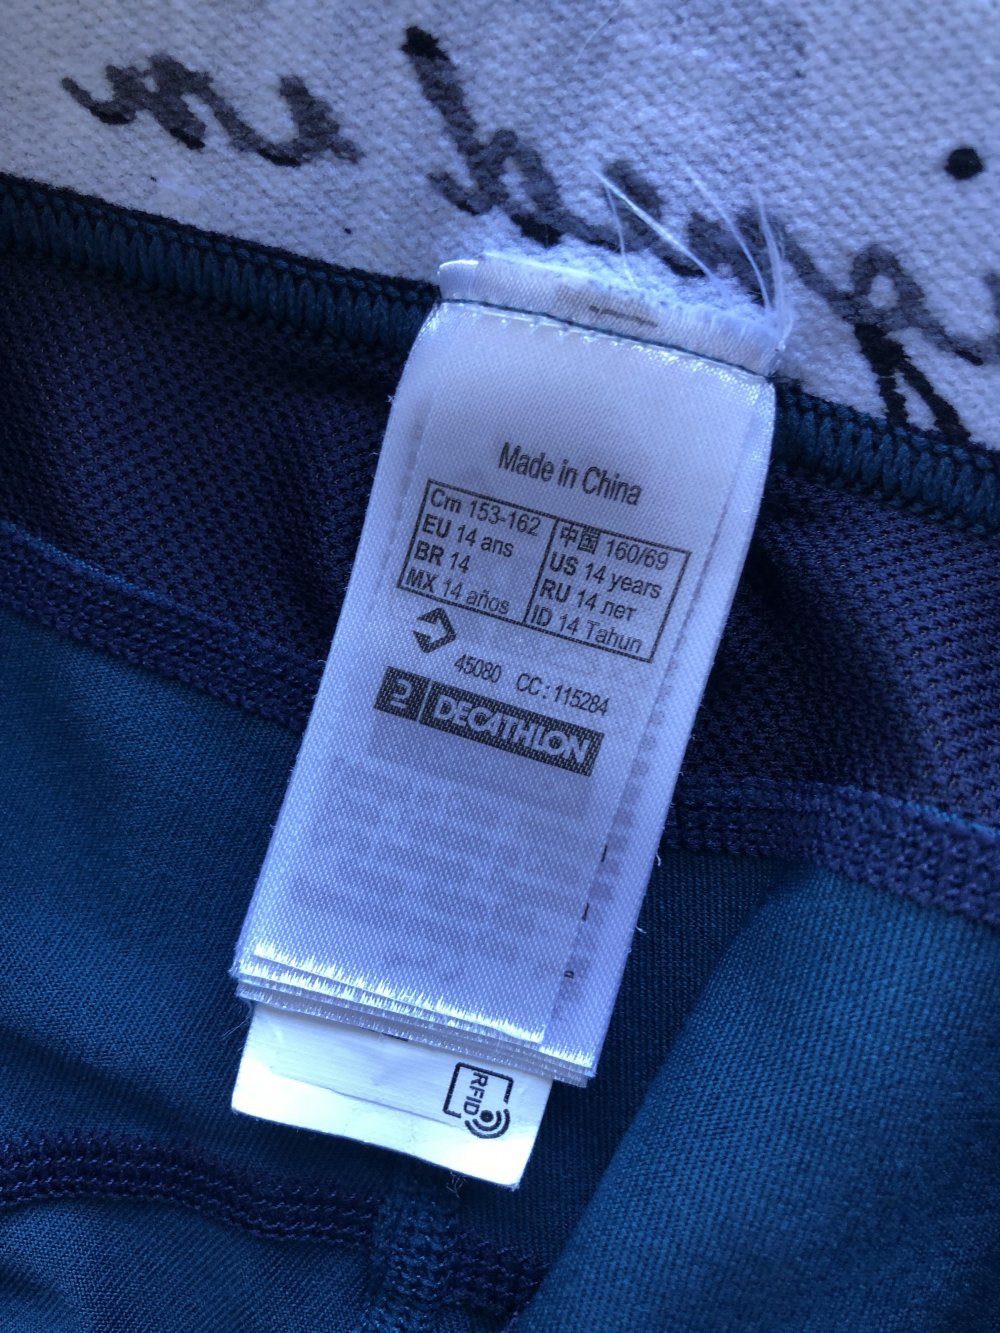 Made in China
Cm 153-162
EU 14 ans
BR 14
MX 14 años
中国 160/69
US 14 years
RU 14 лет
ID 14 Tahun
45080 CC : 115284
DECATHLON
RFID